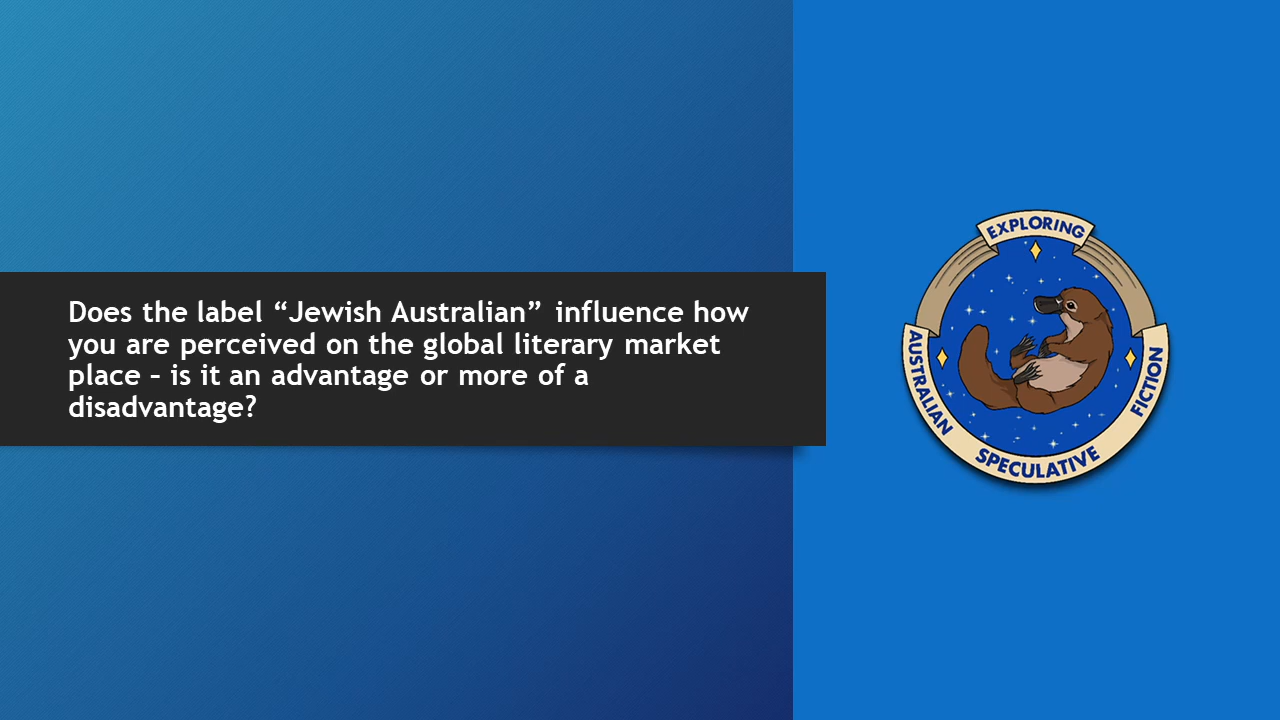 Does the label “Jewish Australian” influence how
you are perceived on the global literary market
place – is it an advantage or more of a
disadvantage?
EXPLORING
AUSTRALIAN
SPECULATIVE
FICTION